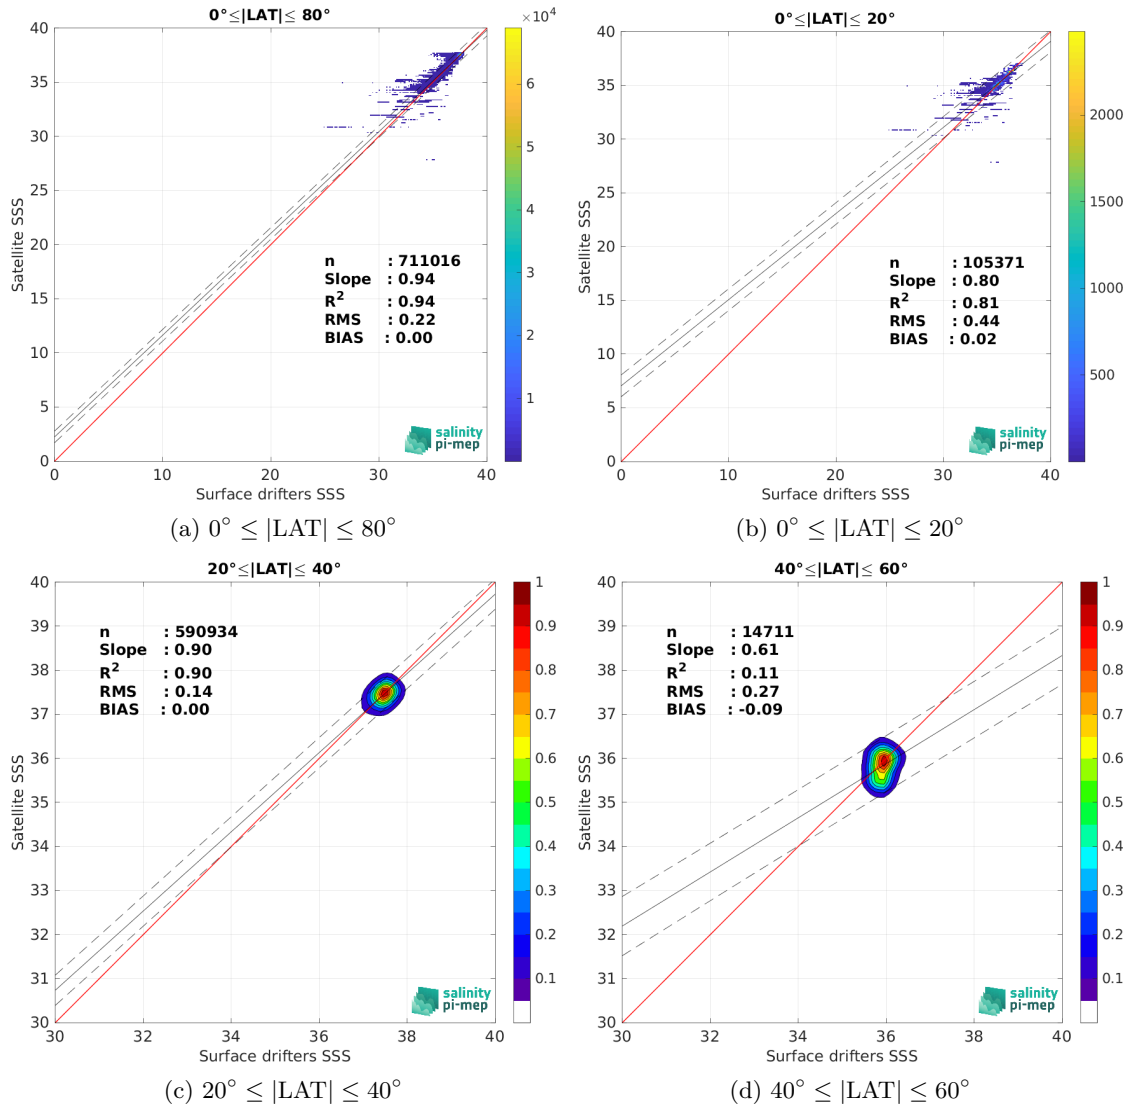 0°≤|LAT|≤ 80°
×10⁴
40
35
30
25
20
15
10
5
0
0
10
20
30
40
6
5
4
3
2
1
Satellite SSS
Surface drifters SSS
n : 711016
Slope : 0.94
R² : 0.94
RMS : 0.22
BIAS : 0.00
salinity
pi-mep
(a) 0° ≤ |LAT| ≤ 80°
0°≤|LAT|≤ 20°
40
35
30
25
20
15
10
5
0
0
10
20
30
40
2000
1500
1000
500
Satellite SSS
Surface drifters SSS
n : 105371
Slope : 0.80
R² : 0.81
RMS : 0.44
BIAS : 0.02
salinity
pi-mep
(b) 0° ≤ |LAT| ≤ 20°
20°≤|LAT|≤ 40°
40
39
38
37
36
35
34
33
32
31
30
30
32
34
36
38
40
1
0.9
0.8
0.7
0.6
0.5
0.4
0.3
0.2
0.1
Satellite SSS
Surface drifters SSS
n : 590934
Slope : 0.90
R² : 0.90
RMS : 0.14
BIAS : 0.00
salinity
pi-mep
(c) 20° ≤ |LAT| ≤ 40°
40°≤|LAT|≤ 60°
40
39
38
37
36
35
34
33
32
31
30
30
32
34
36
38
40
1
0.9
0.8
0.7
0.6
0.5
0.4
0.3
0.2
0.1
Satellite SSS
Surface drifters SSS
n : 14711
Slope : 0.61
R² : 0.11
RMS : 0.27
BIAS : -0.09
salinity
pi-mep
(d) 40° ≤ |LAT| ≤ 60°